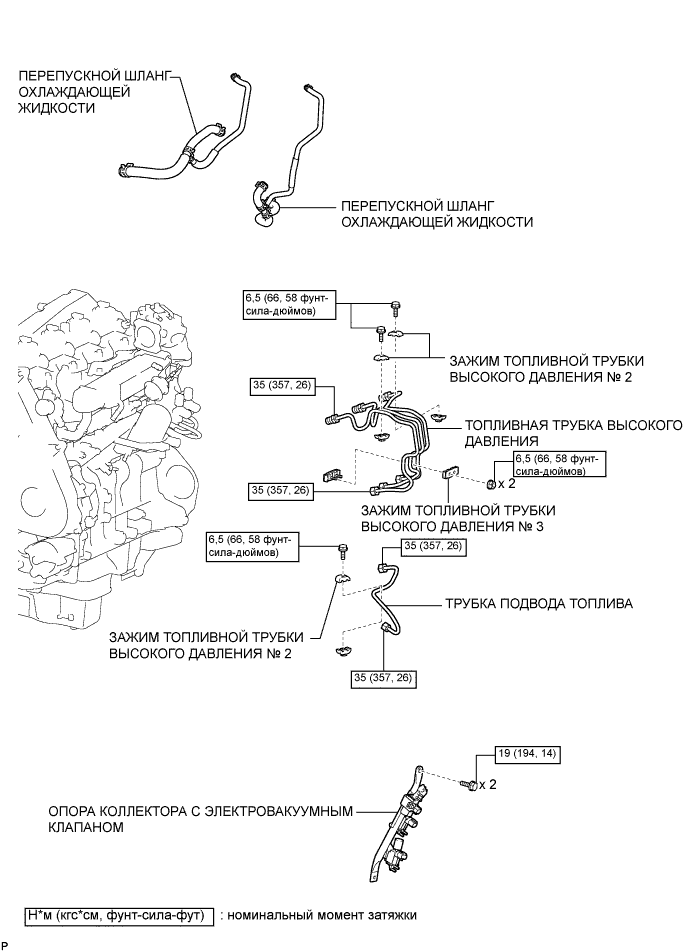 ПЕРЕПУСКНОЙ ШЛАНГ
ОХЛАЖДАЮЩЕЙ
ЖИДКОСТИ
ПЕРЕПУСКНОЙ ШЛАНГ
ОХЛАЖДАЮЩЕЙ ЖИДКОСТИ
6,5 (66, 58 фунт-
сила-дюймов)
ЗАЖИМ ТОПЛИВНОЙ ТРУБКИ
ВЫСОКОГО ДАВЛЕНИЯ № 2
35 (357, 26)
ТОПЛИВНАЯ ТРУБКА ВЫСОКОГО
ДАВЛЕНИЯ
6,5 (66, 58 фунт-
сила-дюймов)
x 2
35 (357, 26)
ЗАЖИМ ТОПЛИВНОЙ ТРУБКИ
ВЫСОКОГО ДАВЛЕНИЯ № 3
6,5 (66, 58 фунт-
сила-дюймов)
35 (357, 26)
ТРУБКА ПОДВОДА ТОПЛИВА
ЗАЖИМ ТОПЛИВНОЙ ТРУБКИ
ВЫСОКОГО ДАВЛЕНИЯ № 2
35 (357, 26)
19 (194, 14)
x 2
ОПОРА КОЛЛЕКТОРА С ЭЛЕКТРОВАКУУМНЫМ
КЛАПАНОМ
Н*м (кгс*см, фунт-сила-фут) : номинальный момент затяжки
P